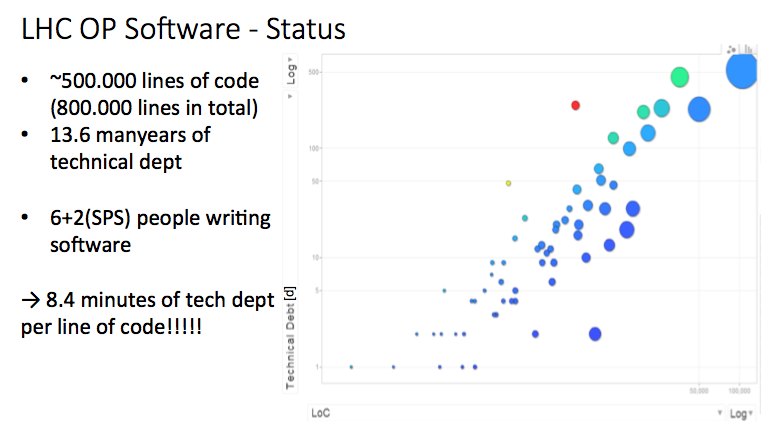 LHC OP Software - Status
• ~500.000 lines of code
(800.000 lines in total)
• 13.6 manyears of
technical dept
• 6+2(SPS) people writing
software
→ 8.4 minutes of tech dept
per line of code!!!!!
Log
500
100
50
10
5
1
Technical Debt [d]
50,000
100,000
LoC
Log